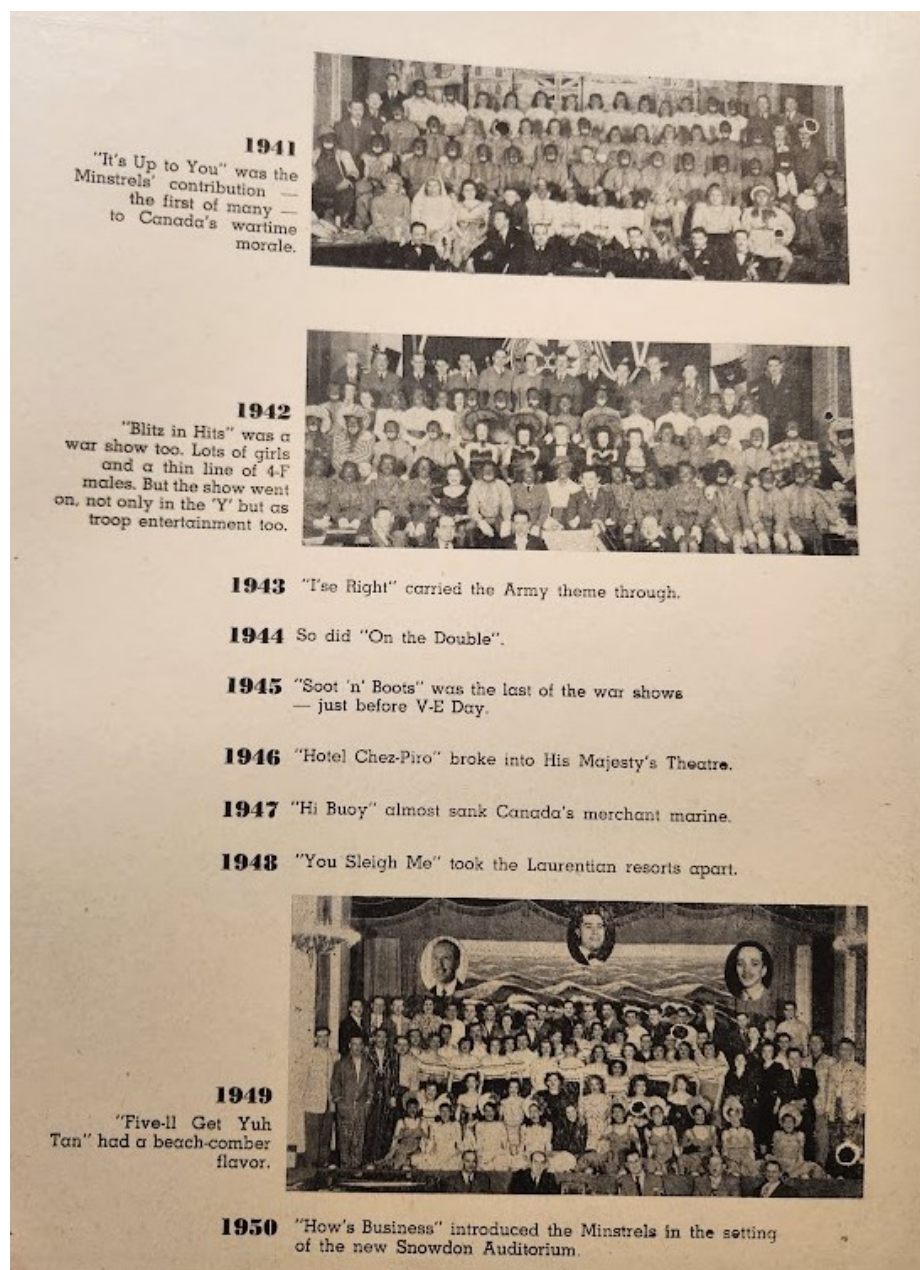 1941
"It's Up to You" was the
Minstrels' contribution —
the first of many —
to Canada's wartime
morale.
1942
"Blitz in Hits" was a
war show too. Lots of girls
and a thin line of 4-F
males. But the show went
on, not only in the 'Y' but as
troop entertainment too.
1943 "I'se Right" carried the Army theme through.
1944 So did "On the Double".
1945 "Soot 'n' Boots" was the last of the war shows
— just before V-E Day.
1946 "Hotel Chez-Piro" broke into His Majesty's Theatre.
1947 "Hi Buoy" almost sank Canada's merchant marine.
1948 "You Sleigh Me" took the Laurentian resorts apart.
1949
"Five-ll Get Yuh
Tan" had a beach-comber
flavor.
1950 "How's Business" introduced the Minstrels in the setting
of the new Snowdon Auditorium.